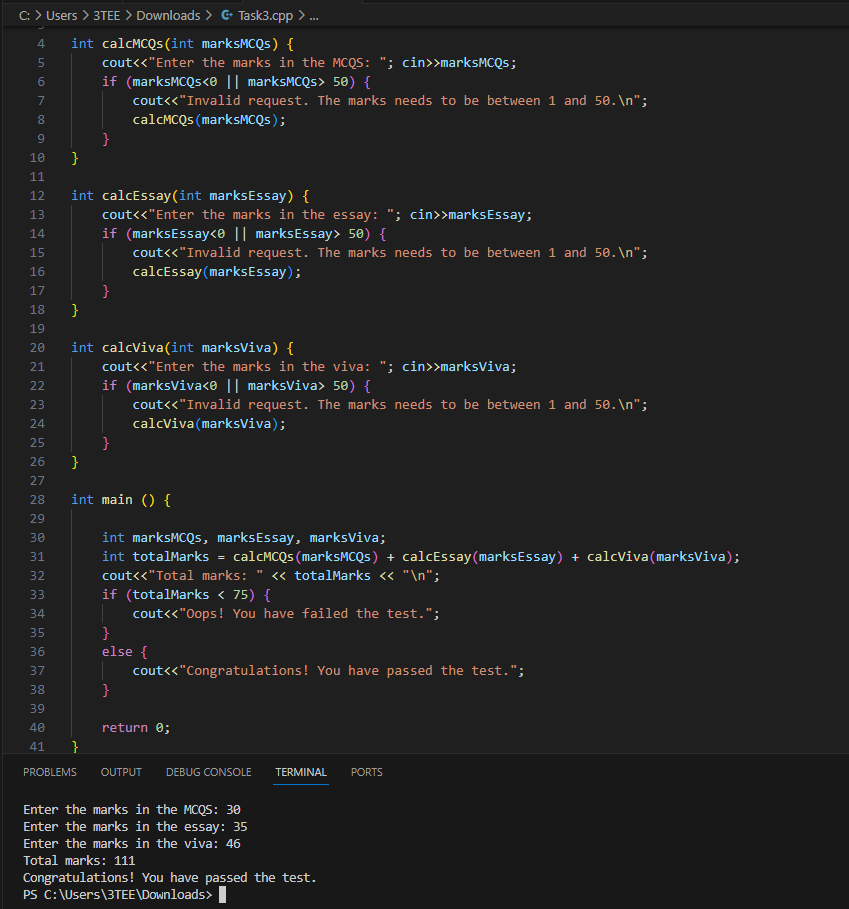 C: > Users > 3TEE > Downloads > Task3.cpp > ...
4 int calcMCQs(int marksMCQs) {
5     cout<<"Enter the marks in the MCQS: "; cin>>marksMCQs;
6     if (marksMCQs<0 || marksMCQs> 50) {
7         cout<<"Invalid request. The marks needs to be between 1 and 50.\n";
8         calcMCQs(marksMCQs);
9     }
10 }
11
12 int calcEssay(int marksEssay) {
13     cout<<"Enter the marks in the essay: "; cin>>marksEssay;
14     if (marksEssay<0 || marksEssay> 50) {
15         cout<<"Invalid request. The marks needs to be between 1 and 50.\n";
16         calcEssay(marksEssay);
17     }
18 }
19
20 int calcViva(int marksViva) {
21     cout<<"Enter the marks in the viva: "; cin>>marksViva;
22     if (marksViva<0 || marksViva> 50) {
23         cout<<"Invalid request. The marks needs to be between 1 and 50.\n";
24         calcViva(marksViva);
25     }
26 }
27
28 int main () {
29
30     int marksMCQs, marksEssay, marksViva;
31     int totalMarks = calcMCQs(marksMCQs) + calcEssay(marksEssay) + calcViva(marksViva);
32     cout<<"Total marks: " << totalMarks << "\n";
33     if (totalMarks < 75) {
34         cout<<"Oops! You have failed the test.";
35     }
36     else {
37         cout<<"Congratulations! You have passed the test.";
38     }
39
40     return 0;
41 }
PROBLEMS OUTPUT DEBUG CONSOLE TERMINAL PORTS
Enter the marks in the MCQS: 30
Enter the marks in the essay: 35
Enter the marks in the viva: 46
Total marks: 111
Congratulations! You have passed the test.
PS C:\Users\3TEE\Downloads>